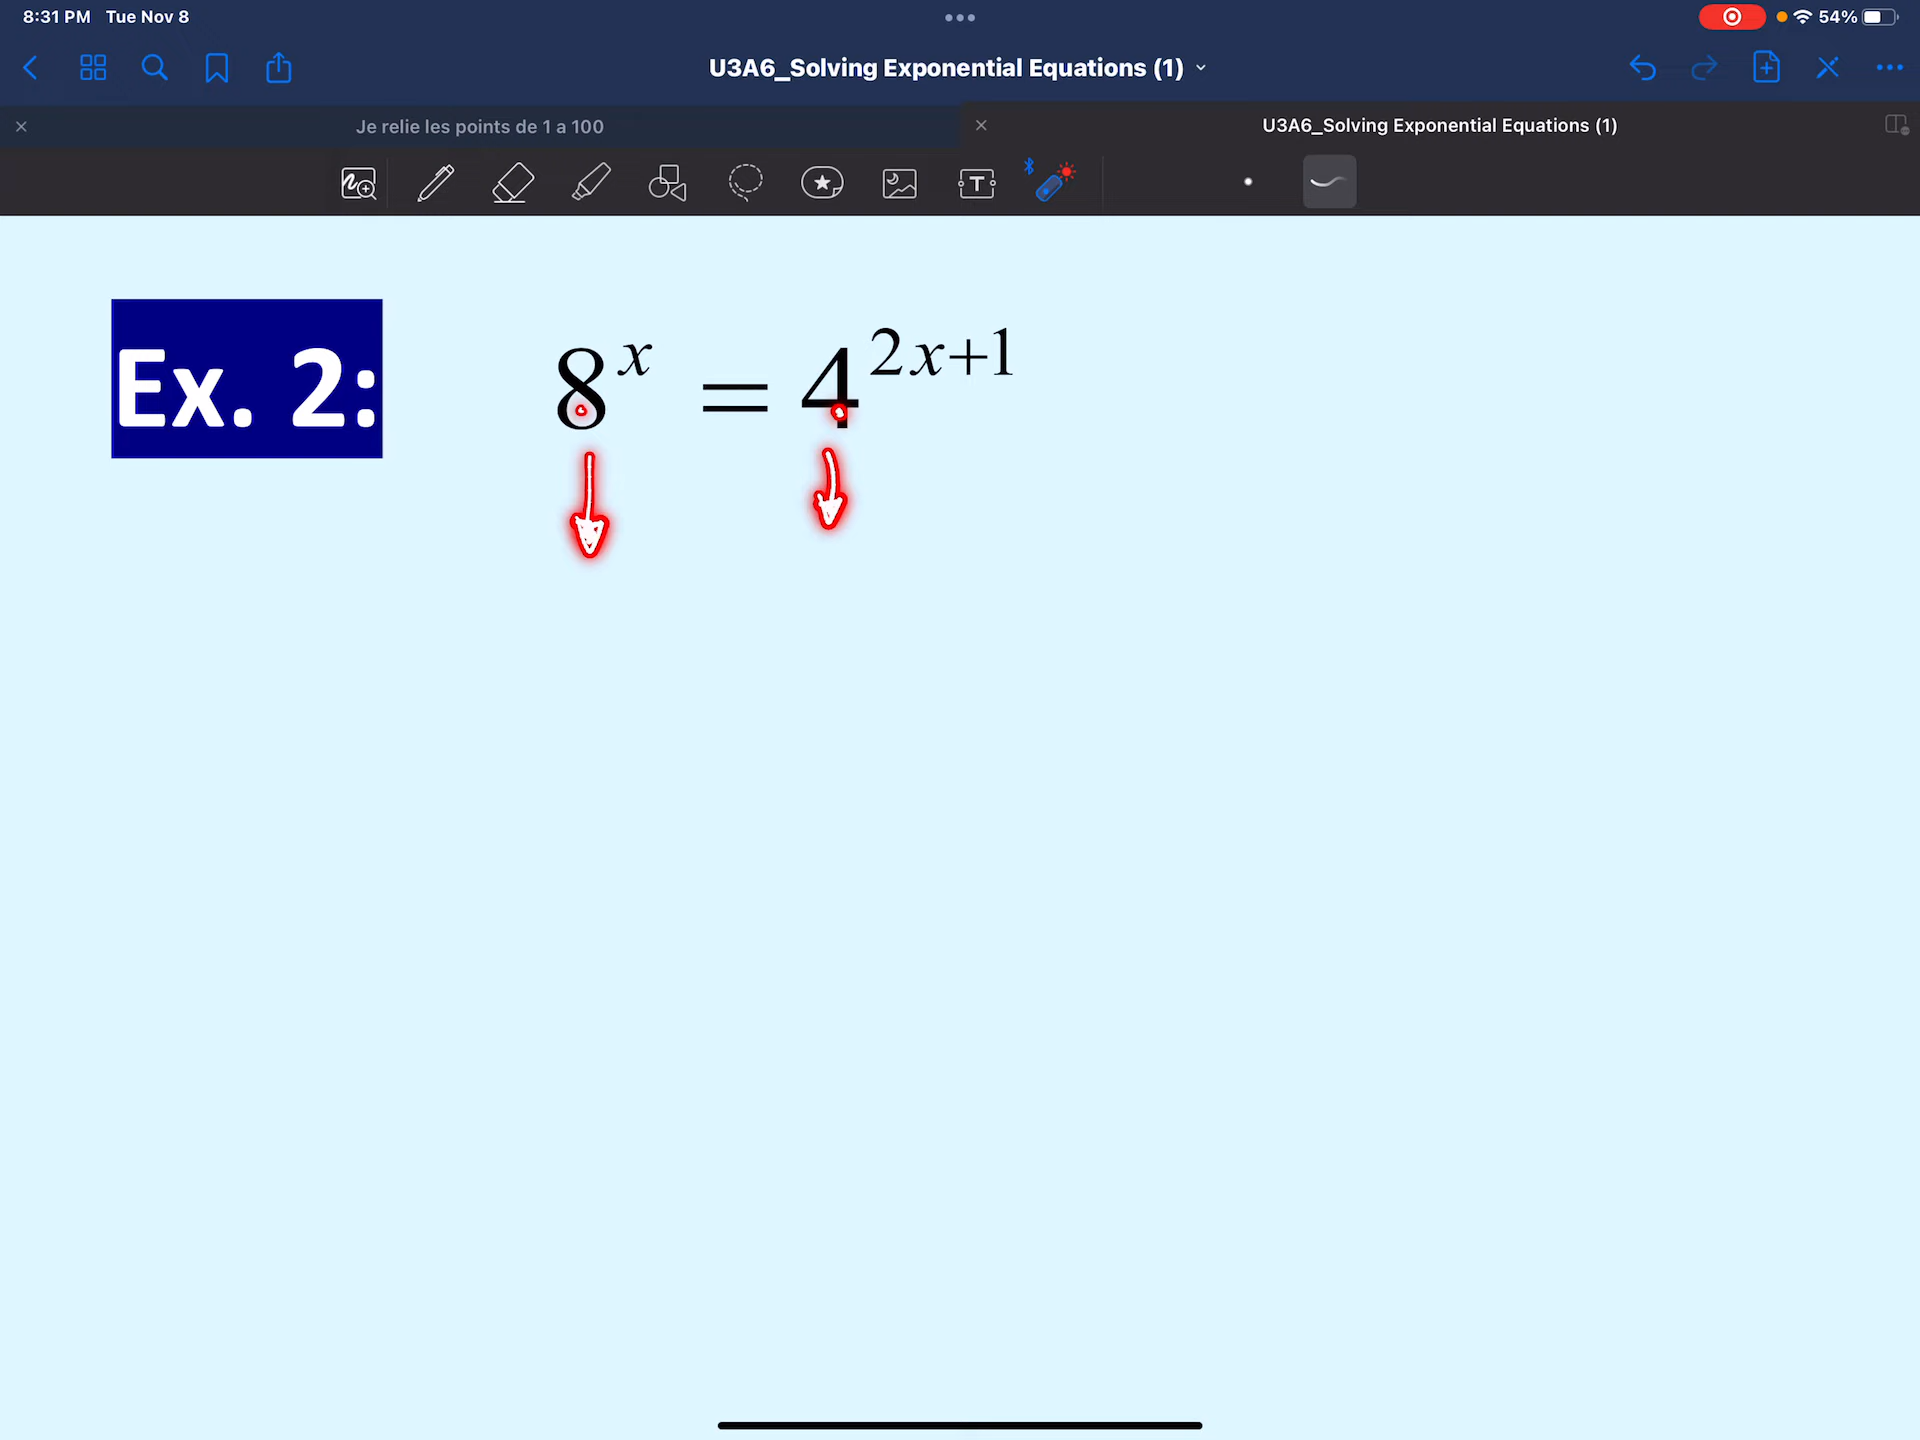 8:31 PM Tue Nov 8
54%
U3A6_Solving Exponential Equations (1)
Je relie les points de 1 a 100
U3A6_Solving Exponential Equations (1)
T
Ex. 2: 8^x = 4^{2x+1}